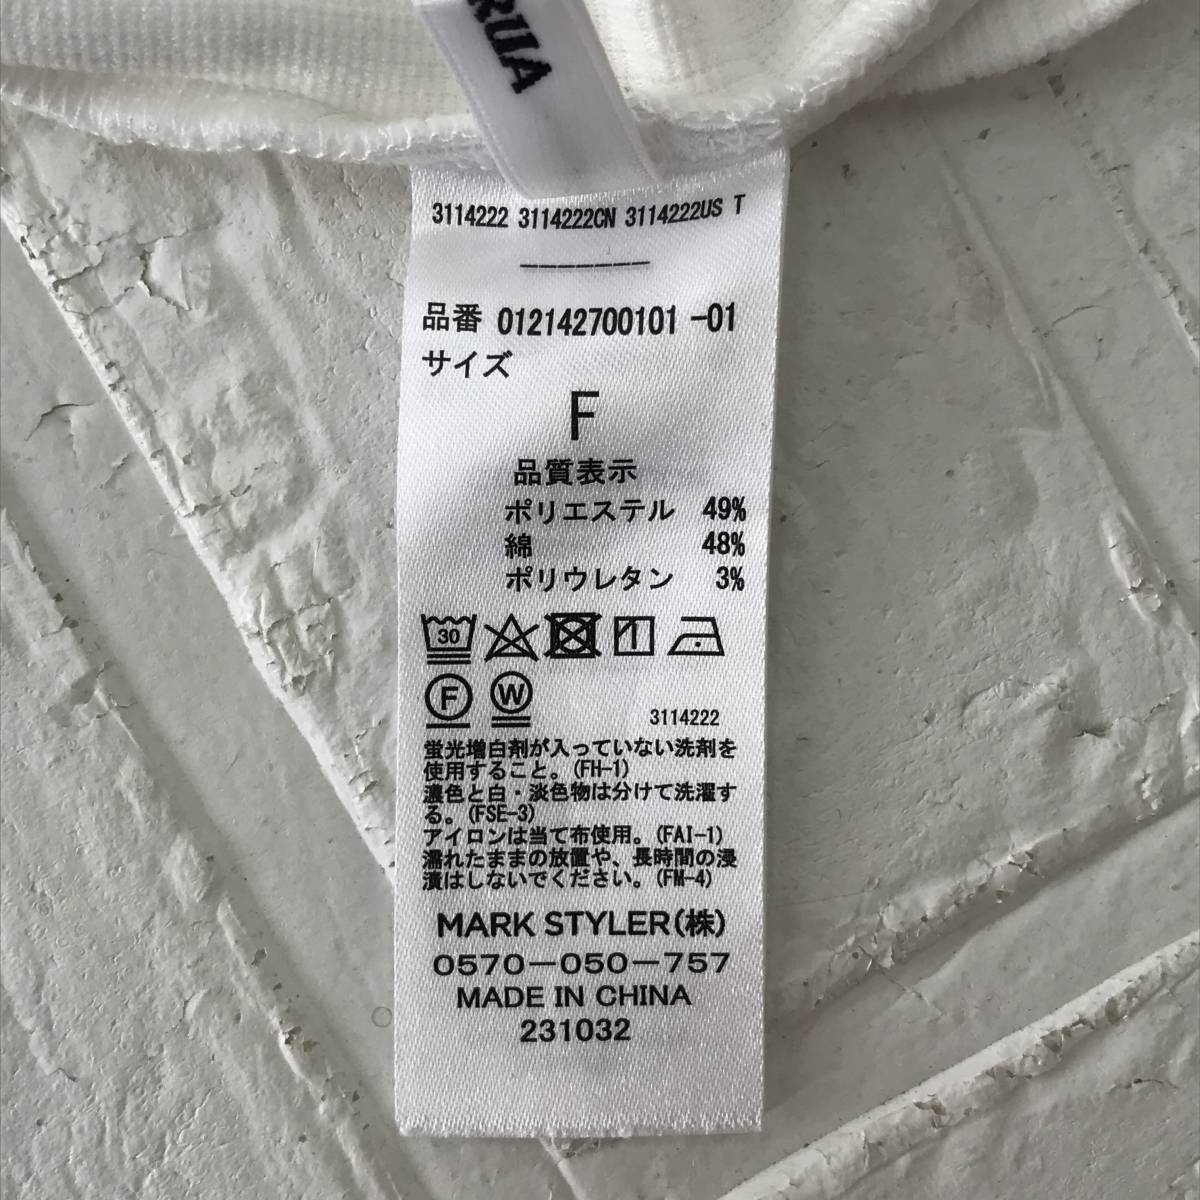 RUA
3114222 3114222CN 3114222US T
-------
品番 012142700101 -01
サイズ
F
品質表示
ポリエステル 49%
綿 48%
ポリウレタン 3%
30
F W
3114222
蛍光増白剤が入っていない洗剤を
使用すること。(FH-1)
濃色と白・淡色物は分けて洗濯す
る。(FSE-3)
アイロンは当て布使用。(FAI-1)
濡れたままの放置や、長時間の浸
漬はしないでください。(FM-4)
MARK STYLER(株)
0570-050-757
MADE IN CHINA
231032